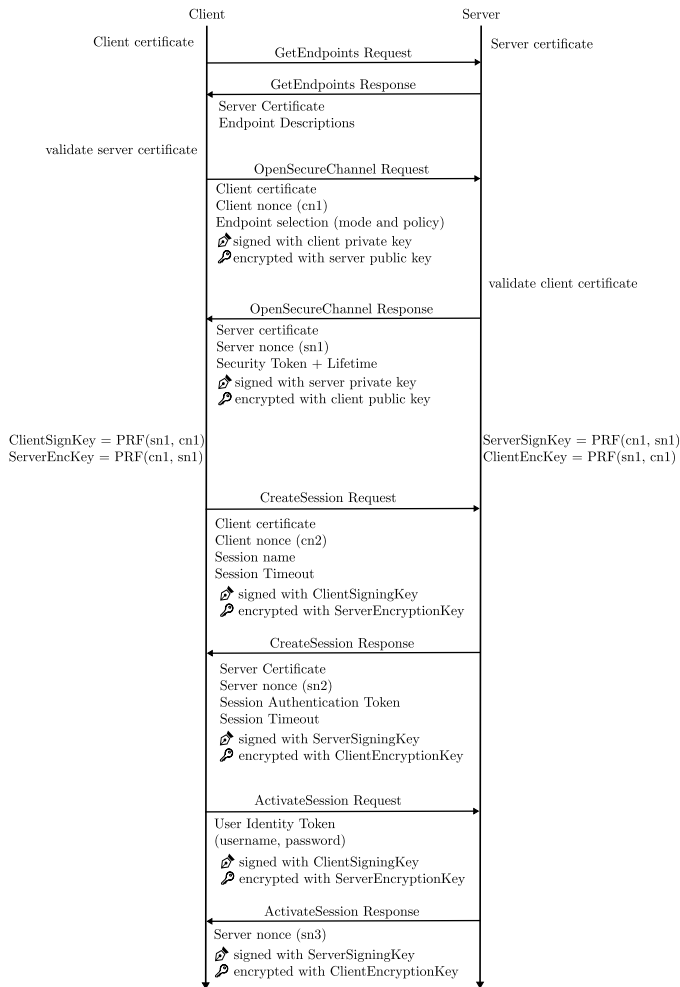 Client
Server
Client certificate
Server certificate
GetEndpoints Request
GetEndpoints Response
Server Certificate
Endpoint Descriptions
validate server certificate
OpenSecureChannel Request
Client certificate
Client nonce (cn1)
Endpoint selection (mode and policy)
signed with client private key
encrypted with server public key
validate client certificate
OpenSecureChannel Response
Server certificate
Server nonce (sn1)
Security Token + Lifetime
signed with server private key
encrypted with client public key
ClientSignKey = PRF(sn1, cn1)
ServerEncKey = PRF(cn1, sn1)
ServerSignKey = PRF(cn1, sn1)
ClientEncKey = PRF(sn1, cn1)
CreateSession Request
Client certificate
Client nonce (cn2)
Session name
Session Timeout
signed with ClientSigningKey
encrypted with ServerEncryptionKey
CreateSession Response
Server Certificate
Server nonce (sn2)
Session Authentication Token
Session Timeout
signed with ServerSigningKey
encrypted with ClientEncryptionKey
ActivateSession Request
User Identity Token
(username, password)
signed with ClientSigningKey
encrypted with ServerEncryptionKey
ActivateSession Response
Server nonce (sn3)
signed with ServerSigningKey
encrypted with ClientEncryptionKey